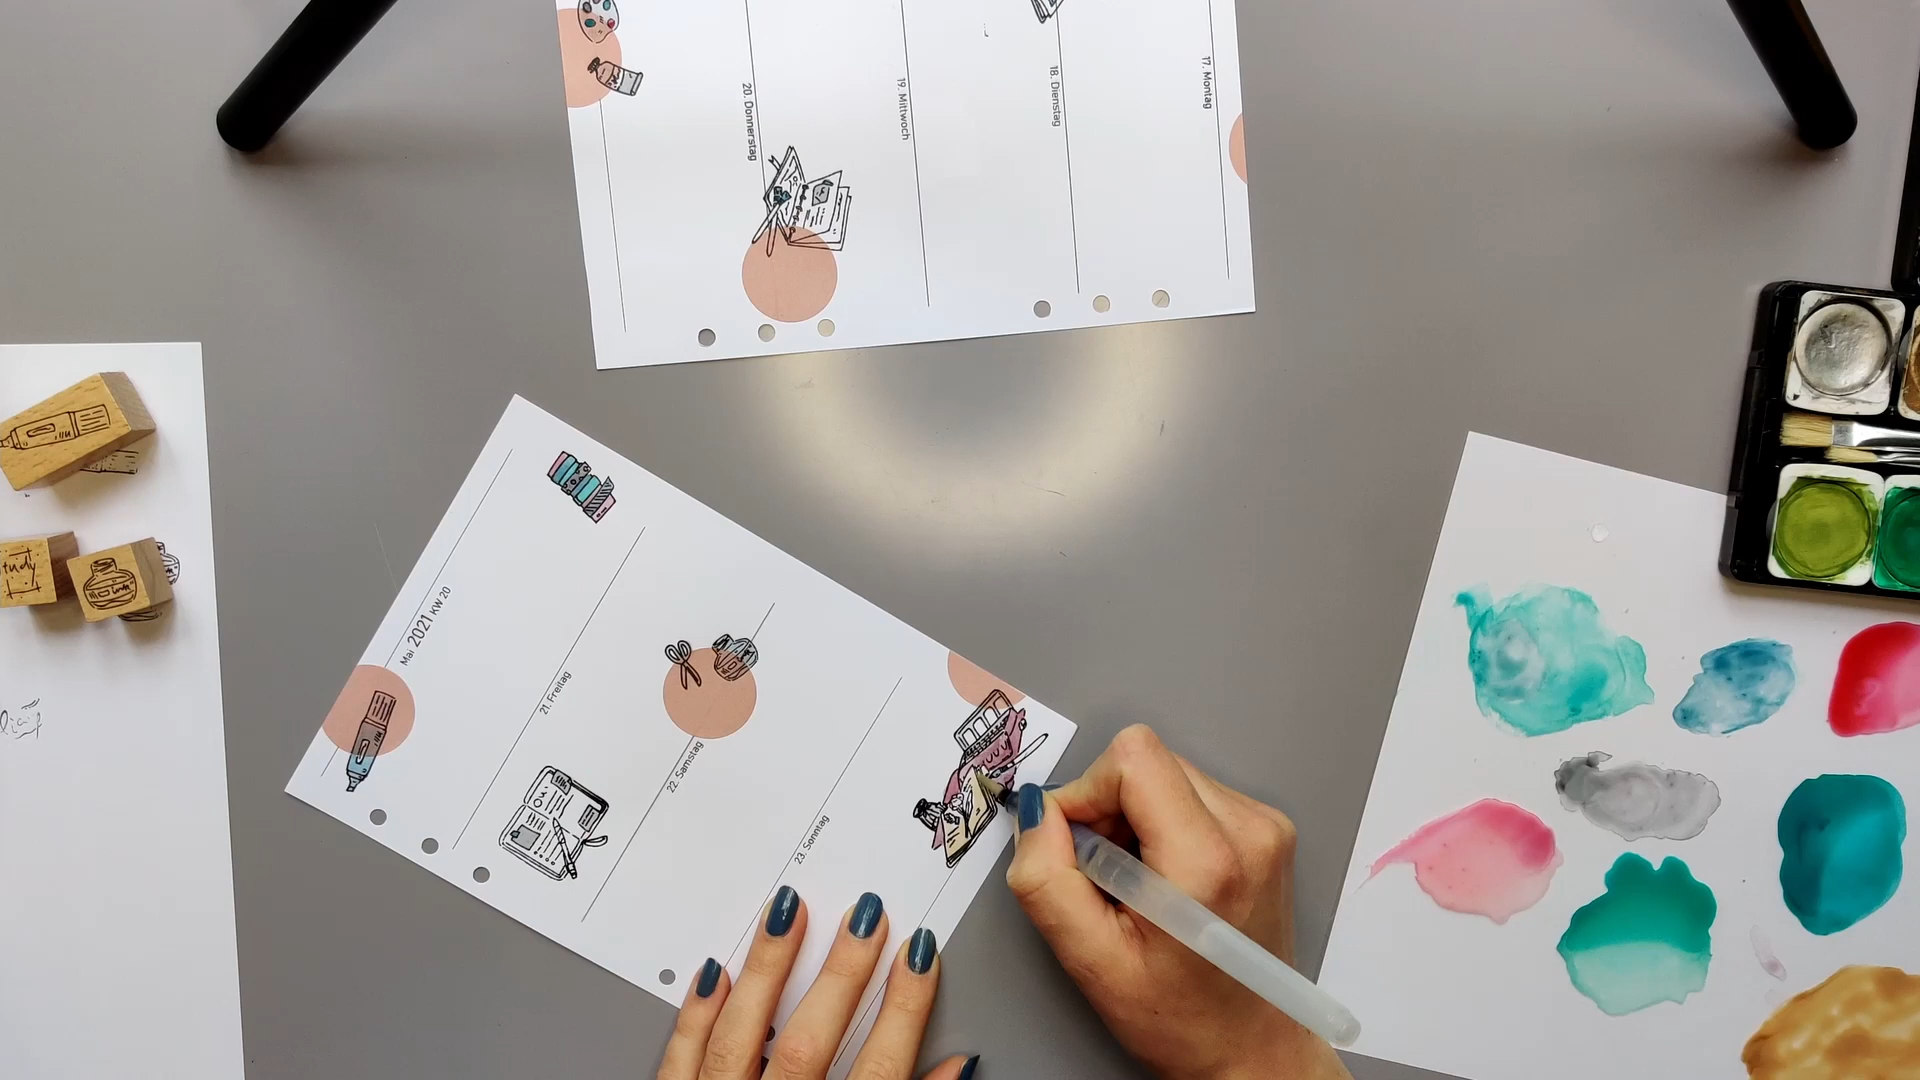 17. Montag
18. Dienstag
19. Mittwoch
20. Donnerstag
Mai 2021 KW 20
21. Freitag
22. Samstag
23. Sonntag